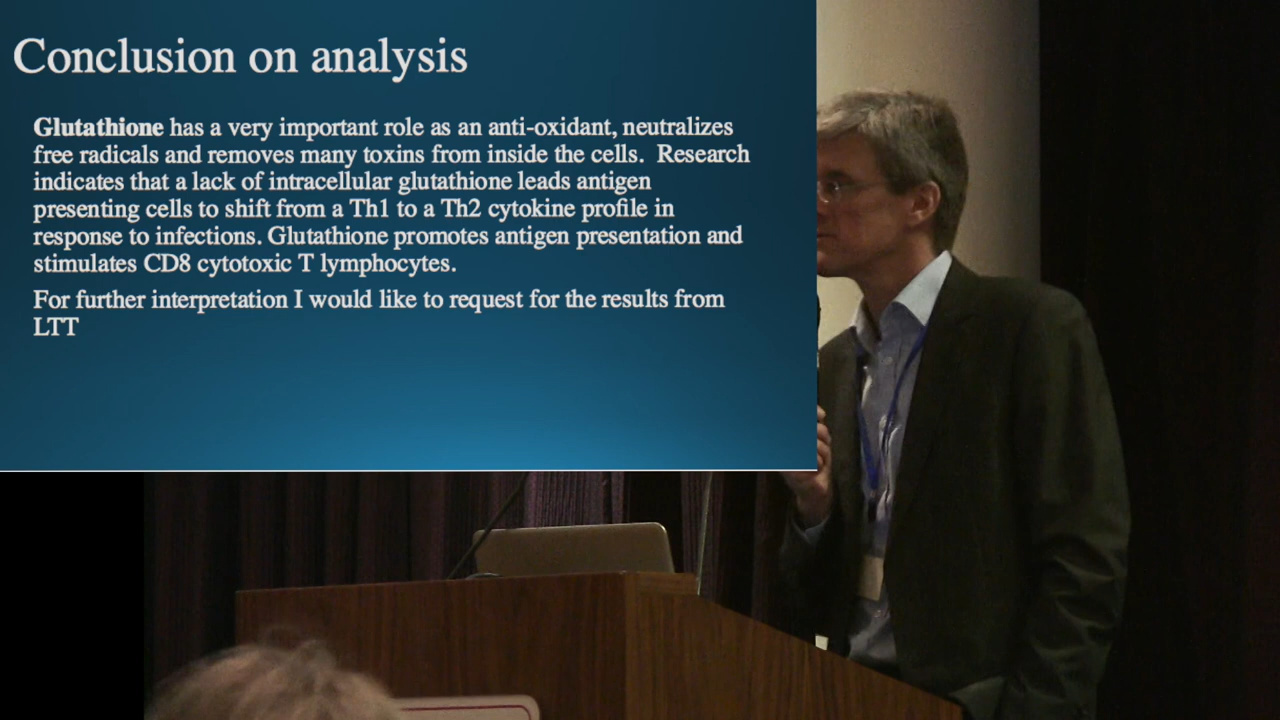 Conclusion on analysis
Glutathione has a very important role as an anti-oxidant, neutralizes
free radicals and removes many toxins from inside the cells.  Research
indicates that a lack of intracellular glutathione leads antigen
presenting cells to shift from a Th1 to a Th2 cytokine profile in
response to infections. Glutathione promotes antigen presentation and
stimulates CD8 cytotoxic T lymphocytes.
For further interpretation I would like to request for the results from
LTT